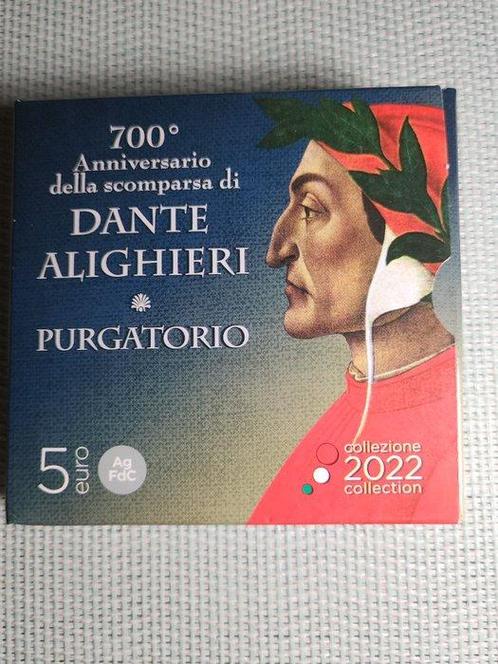 700°
Anniversario
della scomparsa di
DANTE
ALIGHIERI
PURGATORIO
5 euro
Ag
FdC
collezione
2022
collection